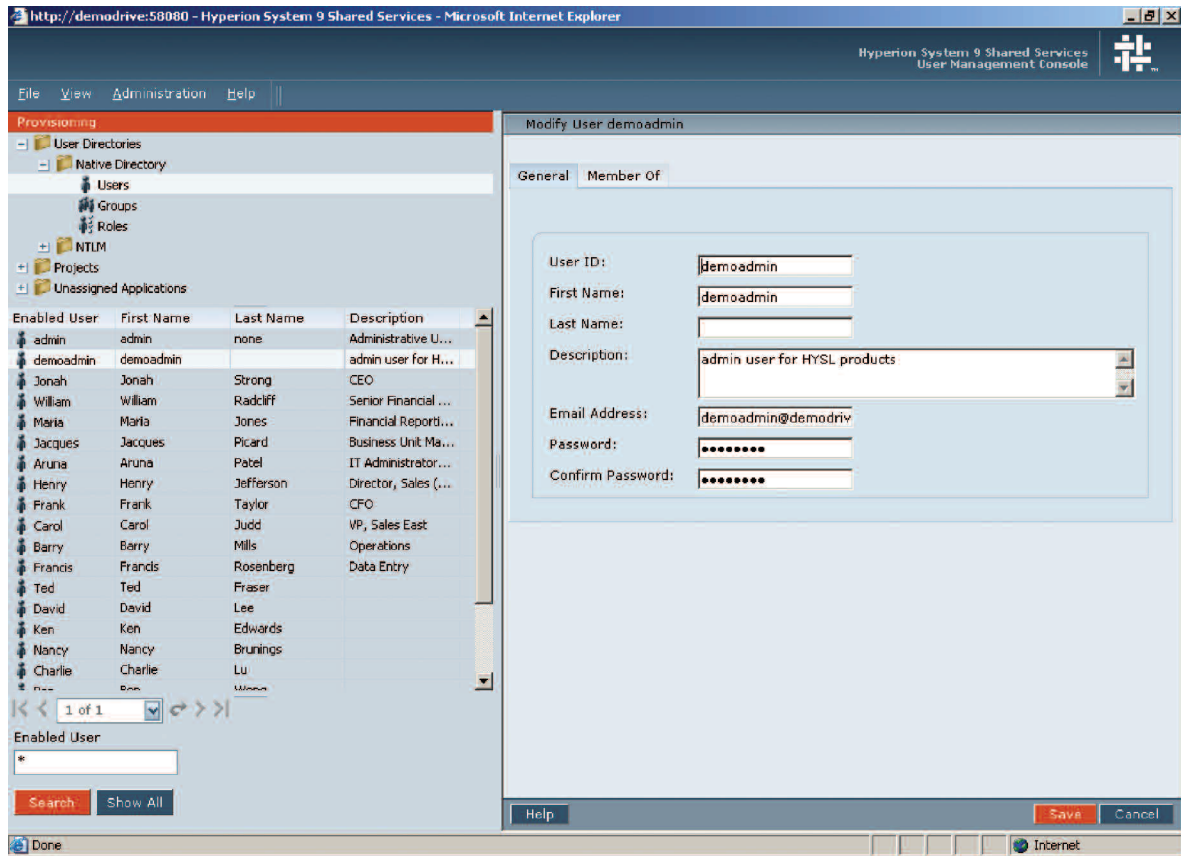 http://demodrive:58080 - Hyperion System 9 Shared Services - Microsoft Internet Explorer
Hyperion System 9 Shared Services
User Management Console
File View Administration Help
Provisioning
User Directories
Native Directory
Users
Groups
Roles
NTLM
Projects
Unassigned Applications
Enabled User First Name Last Name Description
admin admin none Administrative U...
demoadmin demoadmin admin user for H...
Jonah Jonah Strong CEO
William William Radcliff Senior Financial ...
Maria Maria Jones Financial Reporti...
Jacques Jacques Picard Business Unit Ma...
Aruna Aruna Patel IT Administrator...
Henry Henry Jefferson Director, Sales (...
Frank Frank Taylor CFO
Carol Carol Judd VP, Sales East
Barry Barry Mills Operations
Francis Francis Rosenberg Data Entry
Ted Ted Fraser
David David Lee
Ken Ken Edwards
Nancy Nancy Brunings
Charlie Charlie Lu
1 of 1
Enabled User
*
Search Show All
Modify User demoadmin
General Member Of
User ID: demoadmin
First Name: demoadmin
Last Name:
Description: admin user for HYSL products
Email Address: demoadmin@demodriv
Password: ●●●●●●●●
Confirm Password: ●●●●●●●●
Help Save Cancel
Done Internet